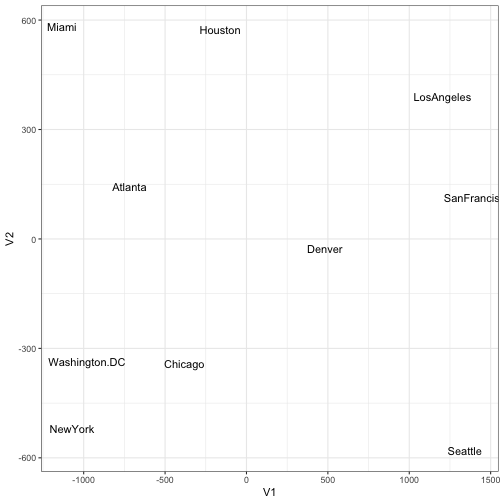 600
Miami
Houston
LosAngeles
300
Atlanta
SanFrancis
V2
0
Denver
-300
Washington.DC
Chicago
NewYork
Seattle
-600
-1000
-500
0
500
1000
1500
V1